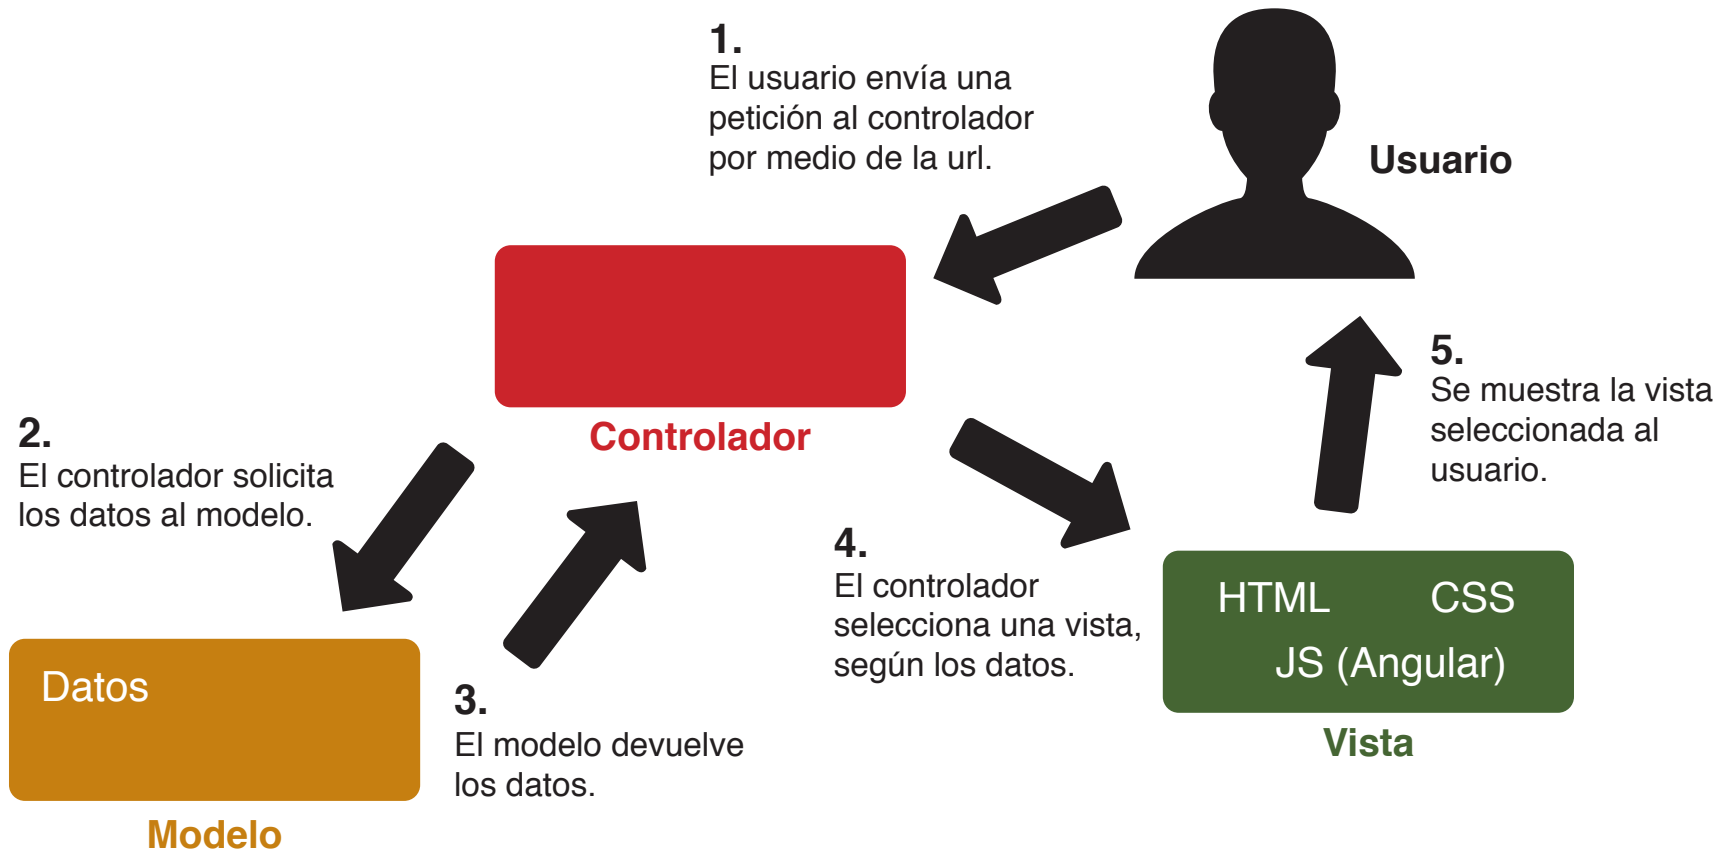 1.
El usuario envía una
petición al controlador
por medio de la url.
Usuario
Controlador
2.
El controlador solicita
los datos al modelo.
Datos
Modelo
3.
El modelo devuelve
los datos.
4.
El controlador
selecciona una vista,
según los datos.
HTML CSS
JS (Angular)
Vista
5.
Se muestra la vista
seleccionada al
usuario.